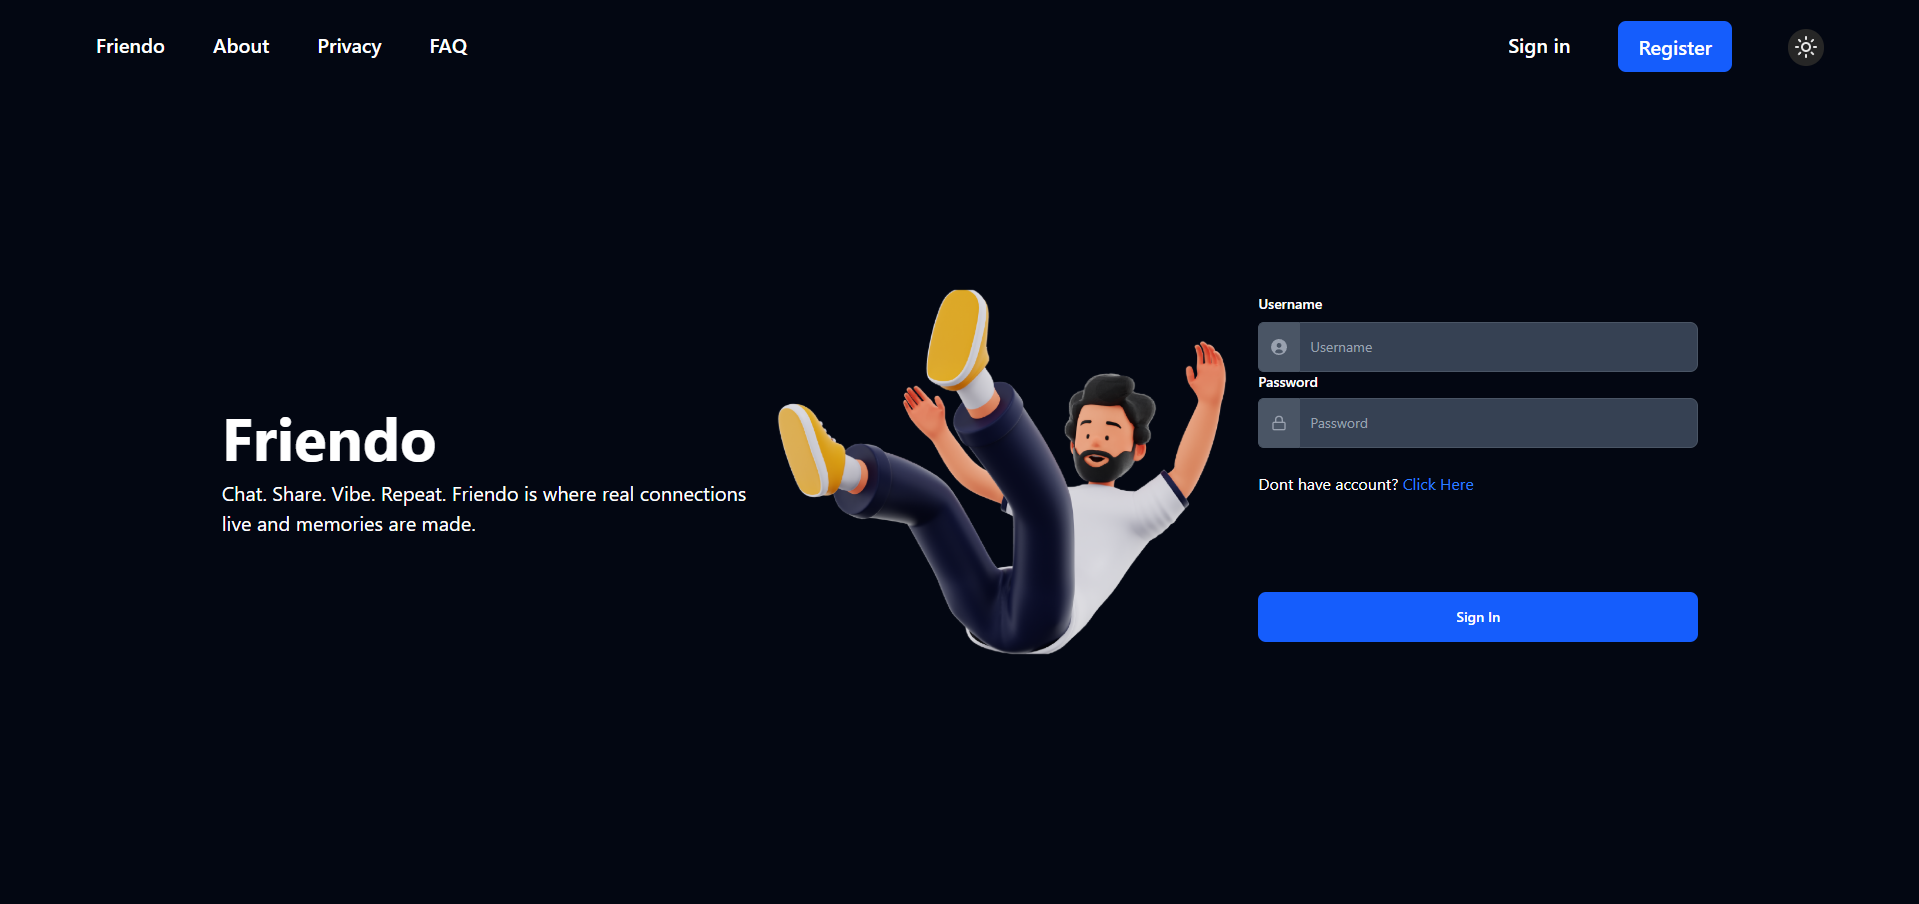 Friendo About Privacy FAQ Sign in Register
Friendo
Chat. Share. Vibe. Repeat. Friendo is where real connections
live and memories are made.
Username
Username
Password
Password
Dont have account? Click Here
Sign In